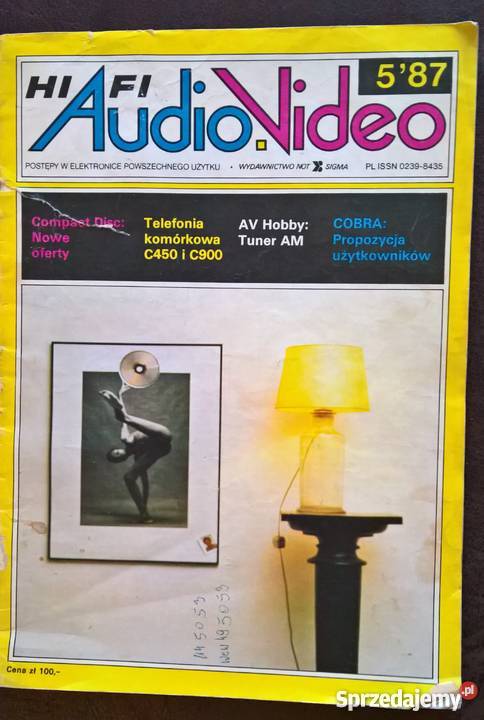 HI FI
5'87
Audio.Video
POSTĘPY W ELEKTRONICE POWSZECHNEGO UŻYTKU • WYDAWNICTWO NOT SIGMA PL ISSN 0239-8435
Compact Disc:
Nowe
oferty
Telefonia
komórkowa
C450 i C900
AV Hobby:
Tuner AM
COBRA:
Propozycja
użytkowników
Cena zł 100,-
Sprzedajemy.pl